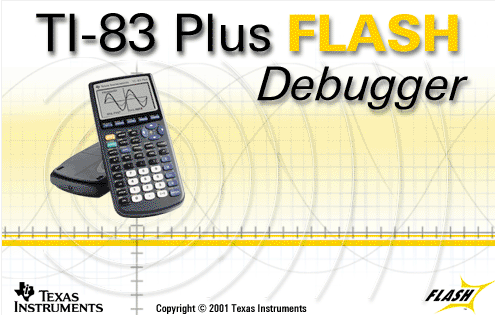 TI-83 Plus FLASH
Debugger
TEXAS
INSTRUMENTS
Copyright © 2001 Texas Instruments
FLASH